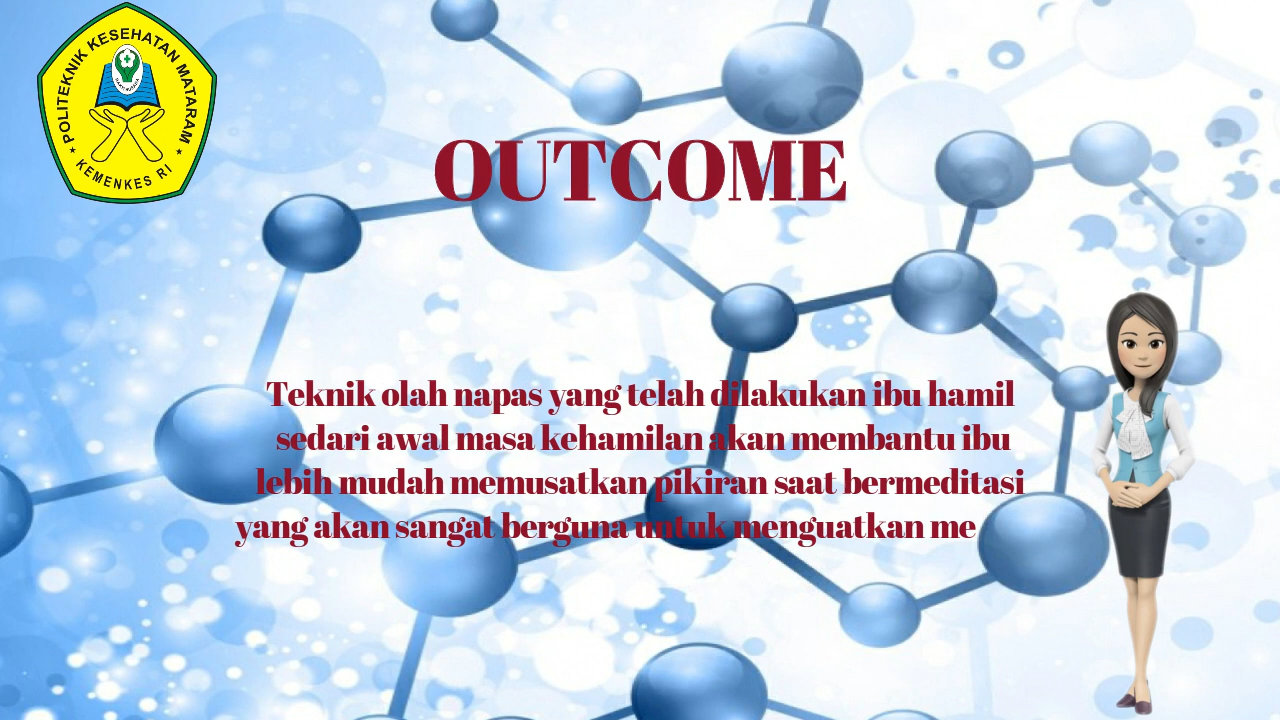 POLITEKNIK KESEHATAN MATARAM
KEMENKES RI
OUTCOME
Teknik olah napas yang telah dilakukan ibu hamil
sedari awal masa kehamilan akan membantu ibu
lebih mudah memusatkan pikiran saat bermeditasi
yang akan sangat berguna untuk menguatkan me